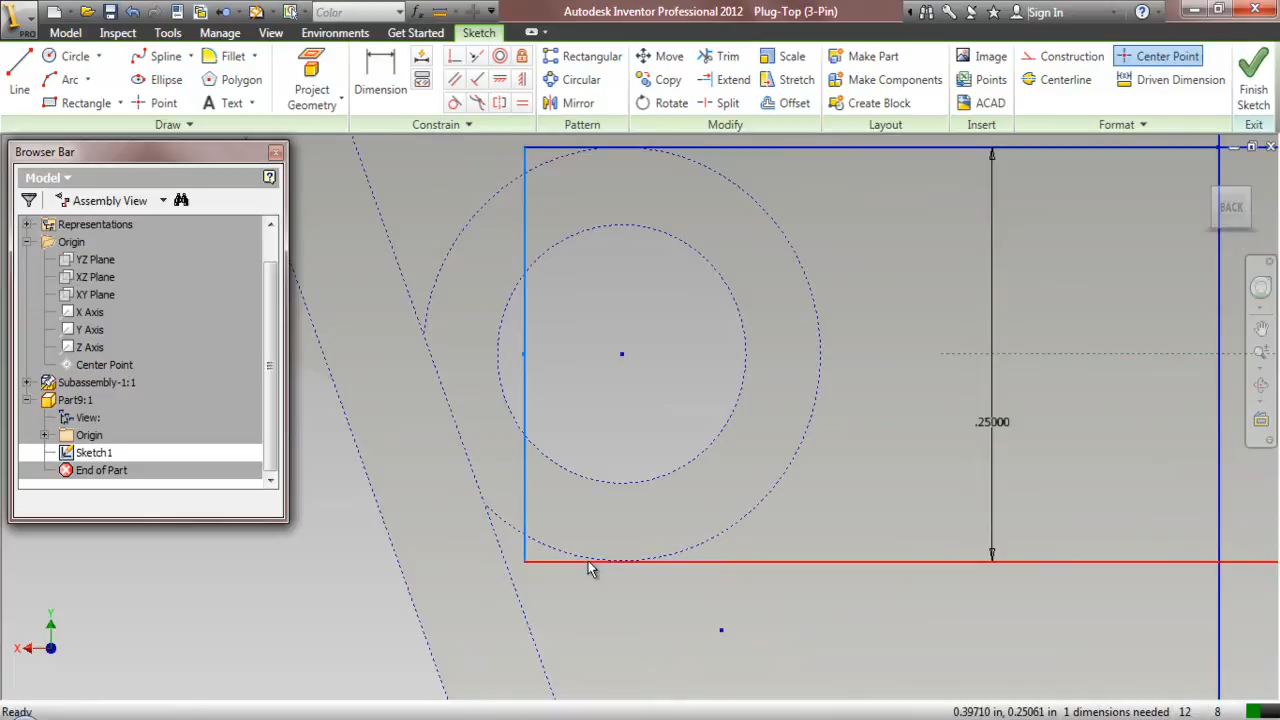 PRO
Color
Autodesk Inventor Professional 2012 Plug-Top (3-Pin)
Sign In
Model Inspect Tools Manage View Environments Get Started Sketch
Line
Circle
Arc
Rectangle
Spline
Ellipse
Point
Fillet
Polygon
Text
Project
Geometry
Dimension
Rectangular
Circular
Mirror
Move
Copy
Rotate
Trim
Extend
Split
Scale
Stretch
Offset
Make Part
Make Components
Create Block
Image
Points
ACAD
Construction
Centerline
Center Point
Driven Dimension
Finish
Sketch
Draw Constrain Pattern Modify Layout Insert Format Exit
Browser Bar
Model
Assembly View
Representations
Origin
YZ Plane
XZ Plane
XY Plane
X Axis
Y Axis
Z Axis
Center Point
Subassembly-1:1
Part9:1
View:
Origin
Sketch1
End of Part
BACK
.25000
Y
X
Ready
0.39710 in, 0.25061 in 1 dimensions needed 12 8